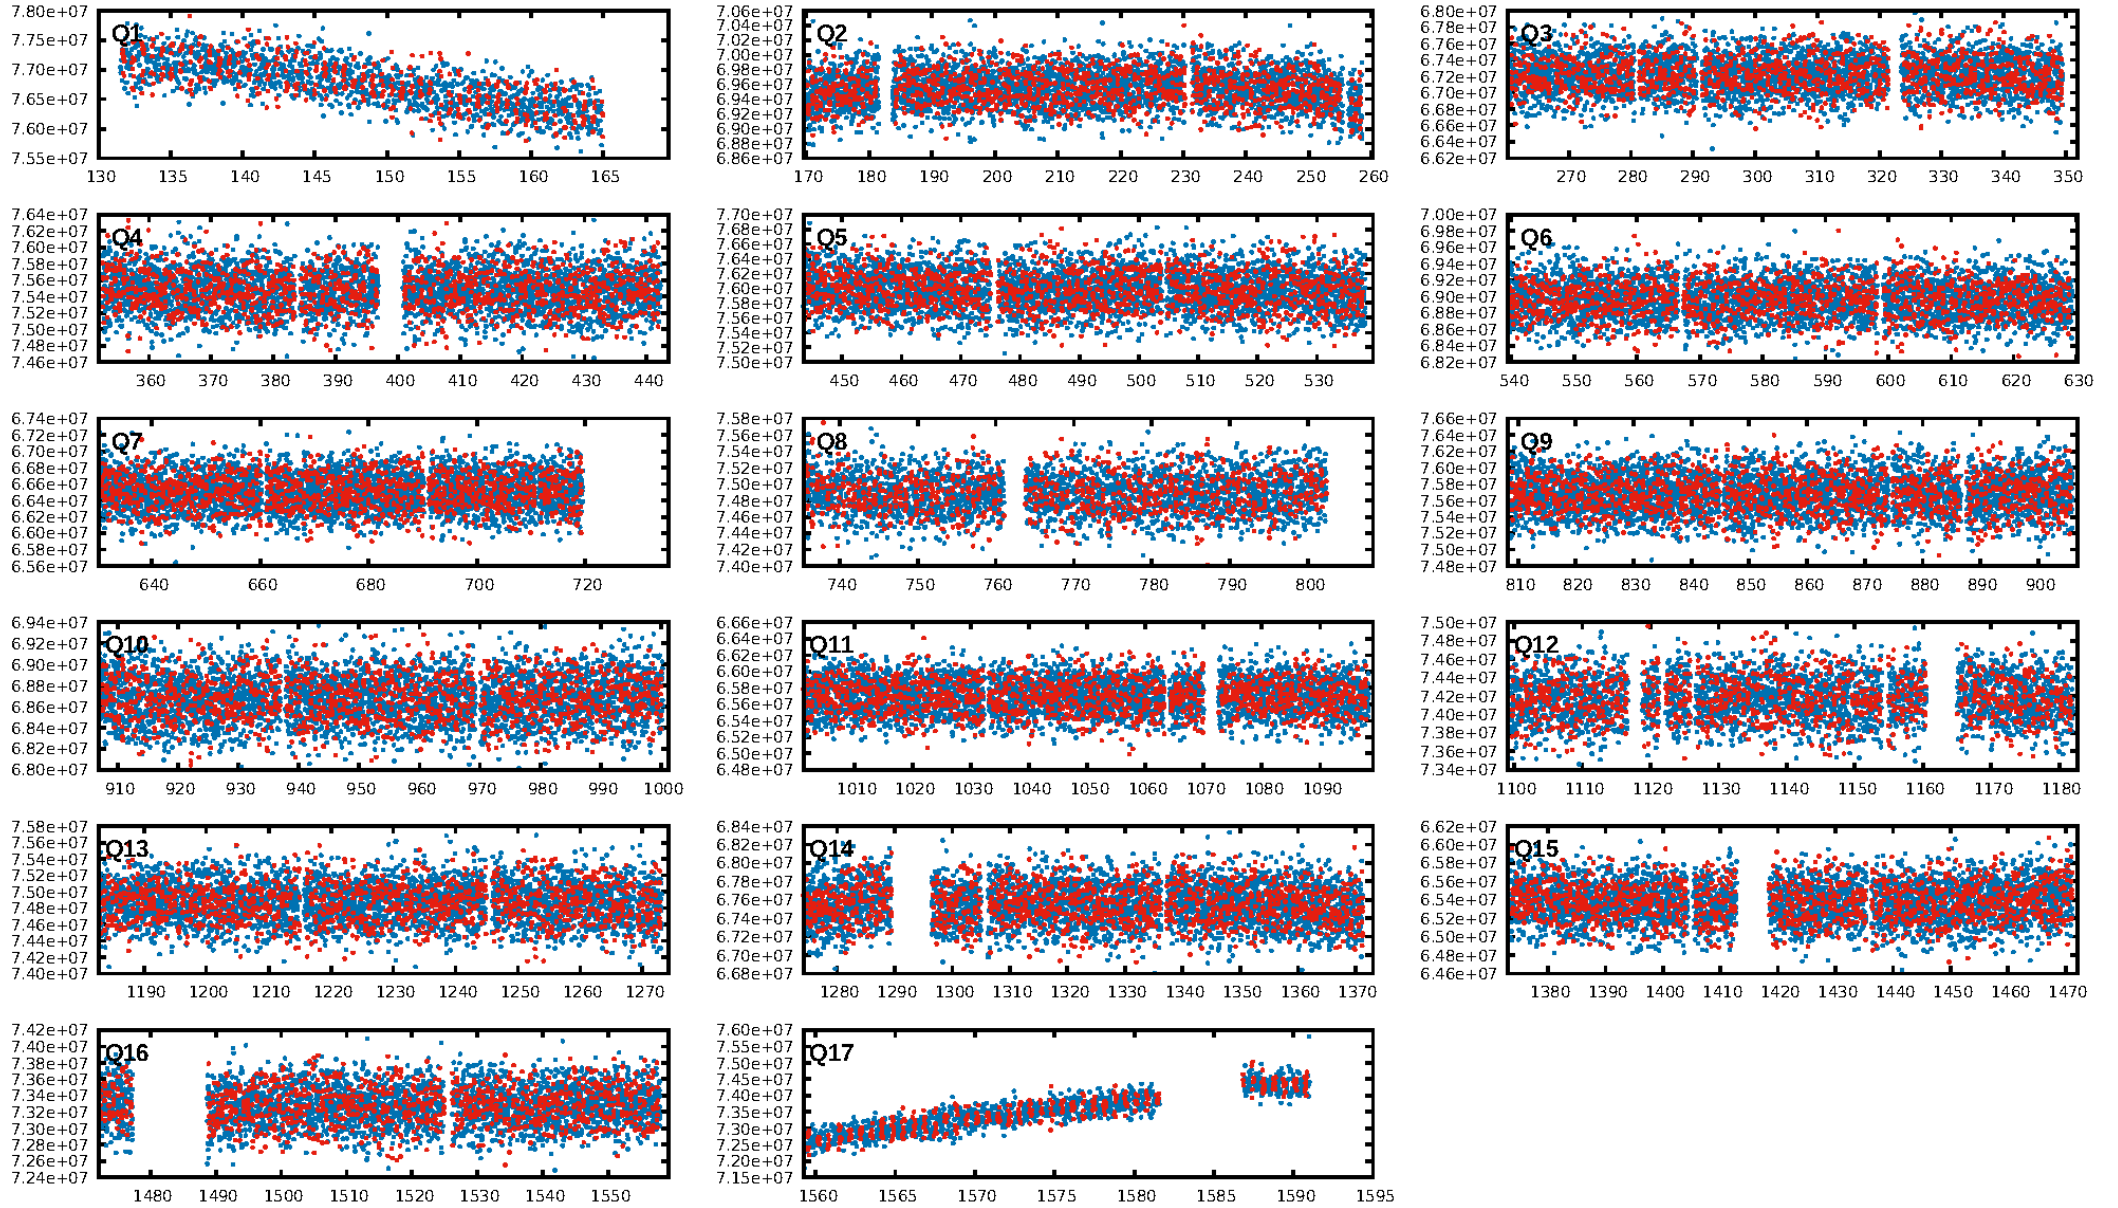 Q1
7.80e+07
7.75e+07
7.70e+07
7.65e+07
7.60e+07
7.55e+07
130 135 140 145 150 155 160 165
Q2
7.06e+07
7.04e+07
7.02e+07
7.00e+07
6.98e+07
6.96e+07
6.94e+07
6.92e+07
6.90e+07
6.88e+07
6.86e+07
170 180 190 200 210 220 230 240 250 260
Q3
6.80e+07
6.78e+07
6.76e+07
6.74e+07
6.72e+07
6.70e+07
6.68e+07
6.66e+07
6.64e+07
6.62e+07
270 280 290 300 310 320 330 340 350
Q4
7.64e+07
7.62e+07
7.60e+07
7.58e+07
7.56e+07
7.54e+07
7.52e+07
7.50e+07
7.48e+07
7.46e+07
360 370 380 390 400 410 420 430 440
Q5
7.70e+07
7.68e+07
7.66e+07
7.64e+07
7.62e+07
7.60e+07
7.58e+07
7.56e+07
7.54e+07
7.52e+07
7.50e+07
450 460 470 480 490 500 510 520 530
Q6
7.00e+07
6.98e+07
6.96e+07
6.94e+07
6.92e+07
6.90e+07
6.88e+07
6.86e+07
6.84e+07
6.82e+07
540 550 560 570 580 590 600 610 620 630
Q7
6.74e+07
6.72e+07
6.70e+07
6.68e+07
6.66e+07
6.64e+07
6.62e+07
6.60e+07
6.58e+07
6.56e+07
640 660 680 700 720
Q8
7.58e+07
7.56e+07
7.54e+07
7.52e+07
7.50e+07
7.48e+07
7.46e+07
7.44e+07
7.42e+07
7.40e+07
740 750 760 770 780 790 800
Q9
7.66e+07
7.64e+07
7.62e+07
7.60e+07
7.58e+07
7.56e+07
7.54e+07
7.52e+07
7.50e+07
7.48e+07
810 820 830 840 850 860 870 880 890 900
Q10
6.94e+07
6.92e+07
6.90e+07
6.88e+07
6.86e+07
6.84e+07
6.82e+07
6.80e+07
910 920 930 940 950 960 970 980 990 1000
Q11
6.66e+07
6.64e+07
6.62e+07
6.60e+07
6.58e+07
6.56e+07
6.54e+07
6.52e+07
6.50e+07
6.48e+07
1010 1020 1030 1040 1050 1060 1070 1080 1090
Q12
7.50e+07
7.48e+07
7.46e+07
7.44e+07
7.42e+07
7.40e+07
7.38e+07
7.36e+07
7.34e+07
1100 1110 1120 1130 1140 1150 1160 1170 1180
Q13
7.58e+07
7.56e+07
7.54e+07
7.52e+07
7.50e+07
7.48e+07
7.46e+07
7.44e+07
7.42e+07
7.40e+07
1190 1200 1210 1220 1230 1240 1250 1260 1270
Q14
6.84e+07
6.82e+07
6.80e+07
6.78e+07
6.76e+07
6.74e+07
6.72e+07
6.70e+07
6.68e+07
1280 1290 1300 1310 1320 1330 1340 1350 1360 1370
Q15
6.62e+07
6.60e+07
6.58e+07
6.56e+07
6.54e+07
6.52e+07
6.50e+07
6.48e+07
6.46e+07
1380 1390 1400 1410 1420 1430 1440 1450 1460 1470
Q16
7.42e+07
7.40e+07
7.38e+07
7.36e+07
7.34e+07
7.32e+07
7.30e+07
7.28e+07
7.26e+07
7.24e+07
1480 1490 1500 1510 1520 1530 1540 1550
Q17
7.60e+07
7.55e+07
7.50e+07
7.45e+07
7.40e+07
7.35e+07
7.30e+07
7.25e+07
7.20e+07
7.15e+07
1560 1565 1570 1575 1580 1585 1590 1595